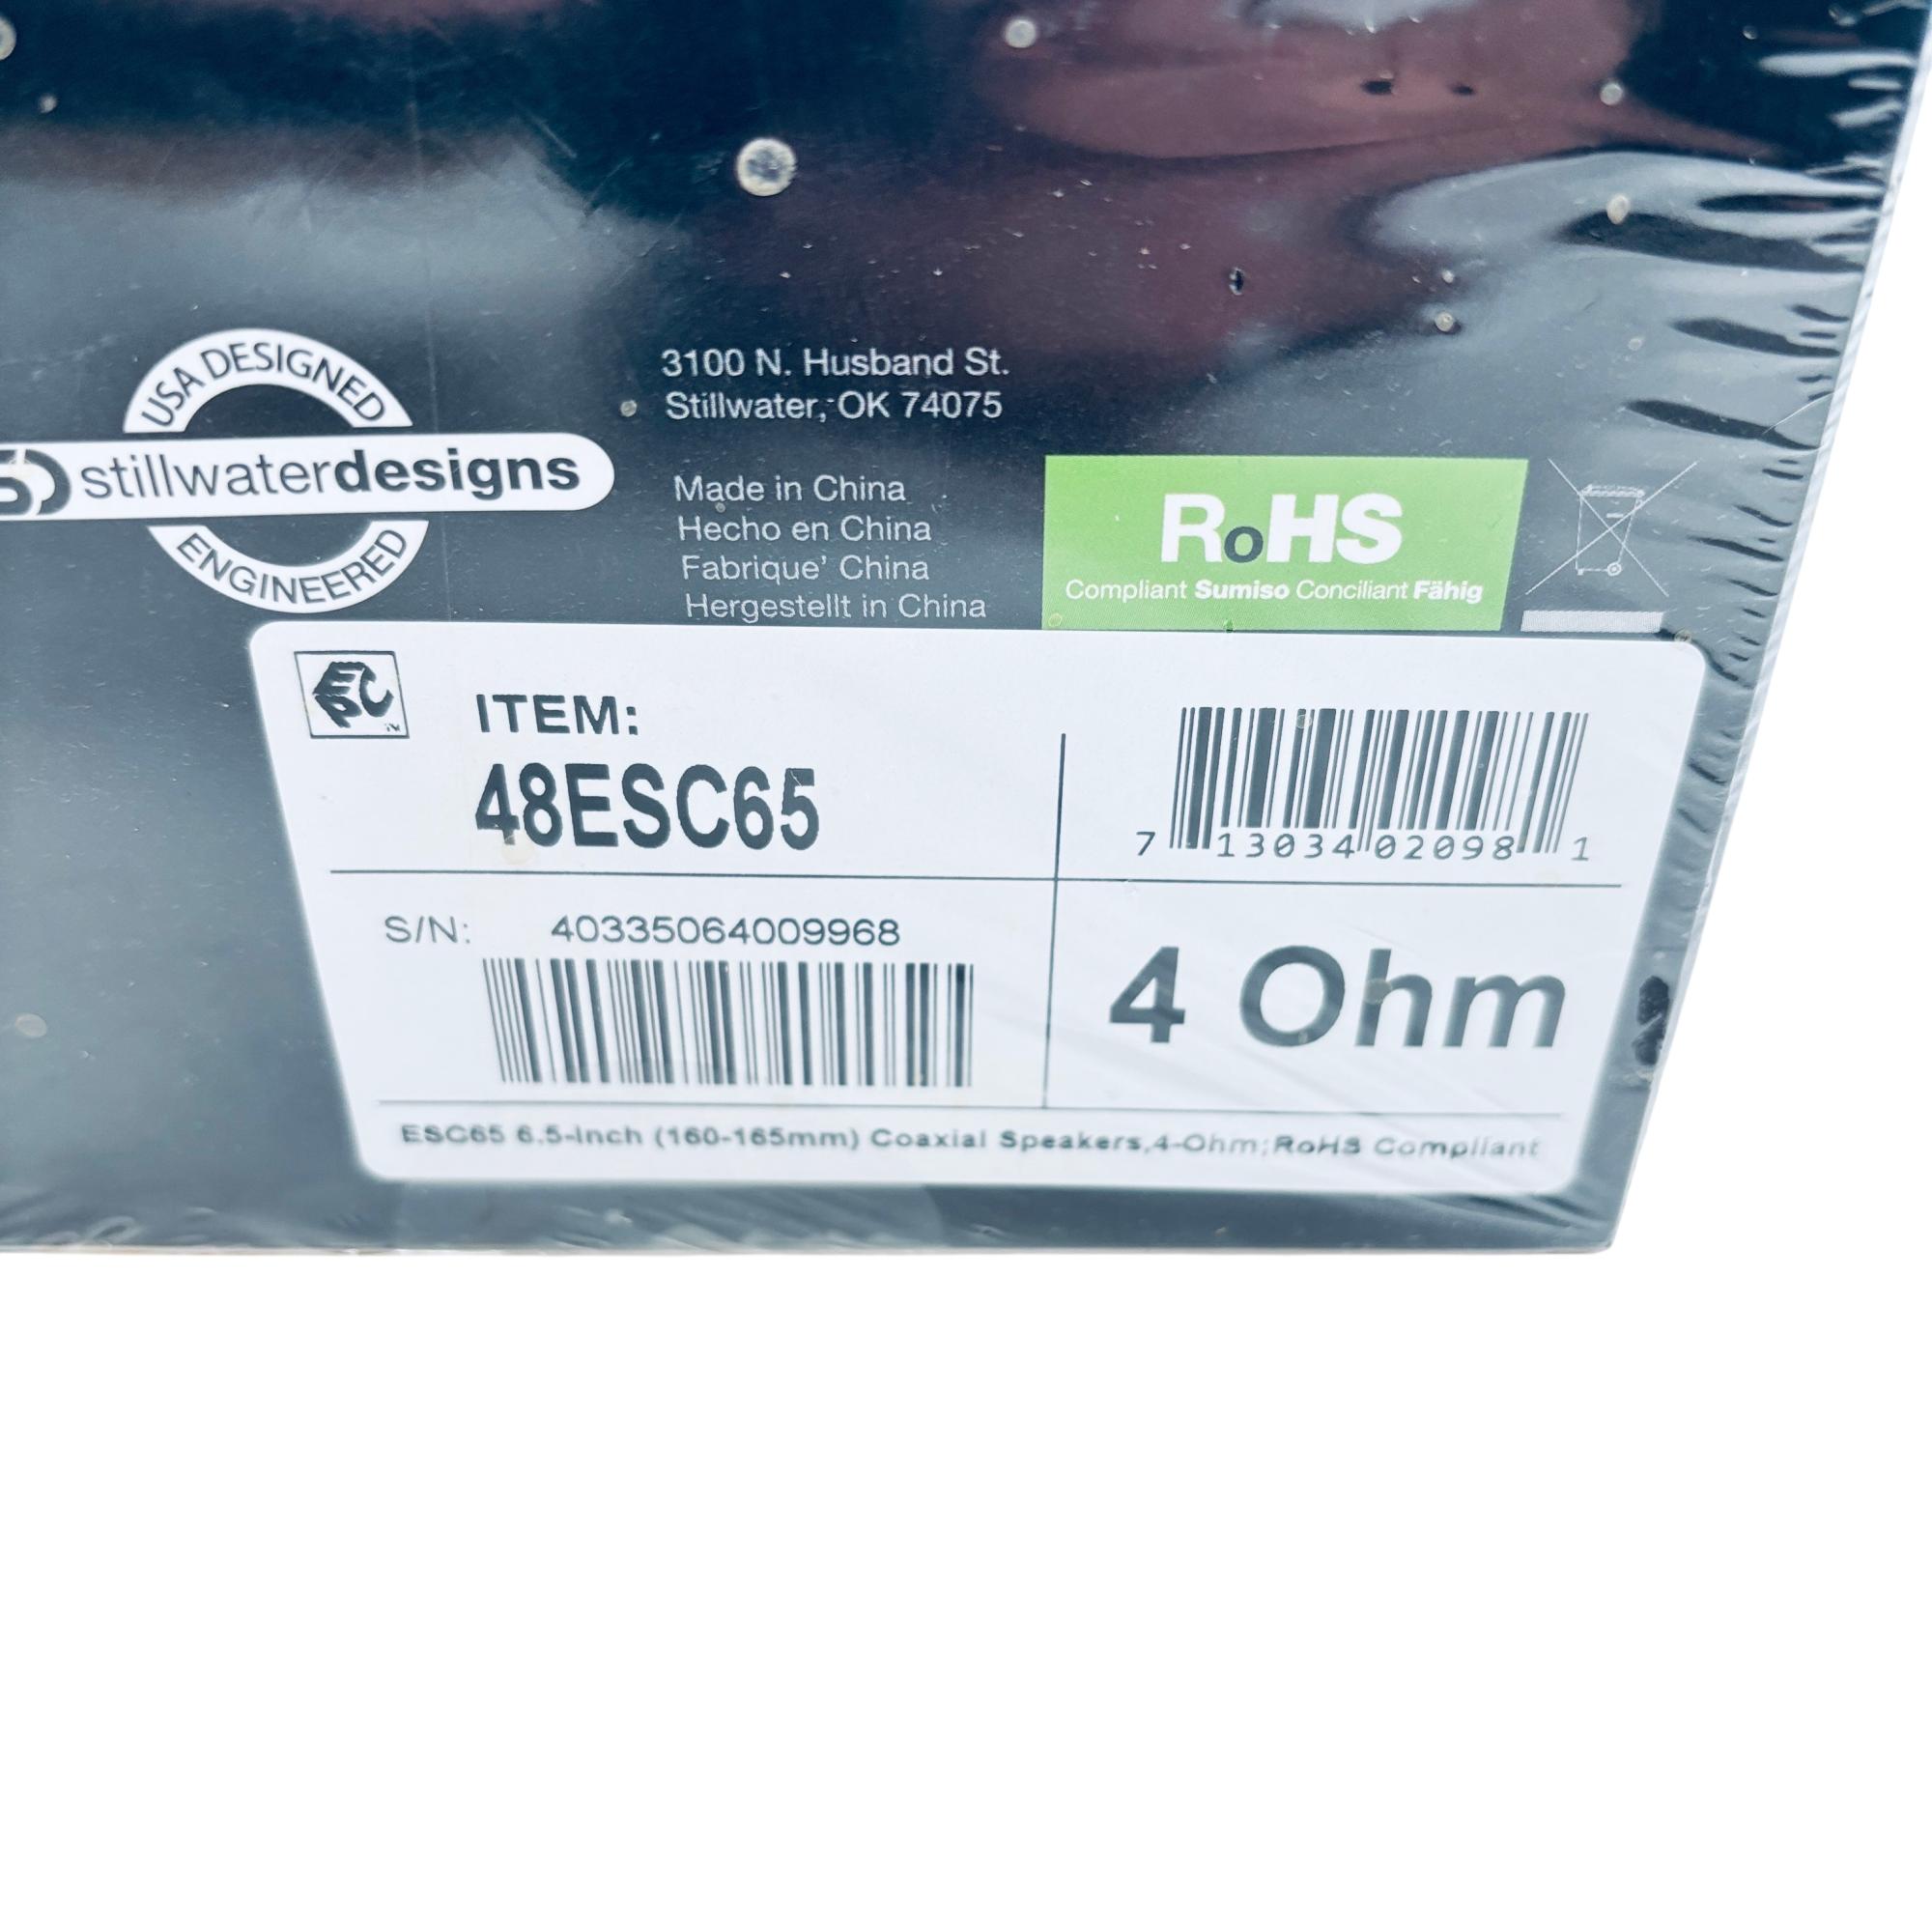 3100 N. Husband St.
Stillwater, OK 74075
USA DESIGNED
stillwaterdesigns
ENGINEERED
Made in China
Hecho en China
Fabrique' China
Hergestellt in China
RoHS
Compliant Sumiso Conciliant Fähig
ITEM:
48ESC65
7 13034 02098 1
S/N: 40335064009968
4 Ohm
ESC65 6.5-Inch (160-165mm) Coaxial Speakers,4-Ohm;RoHS Compliant